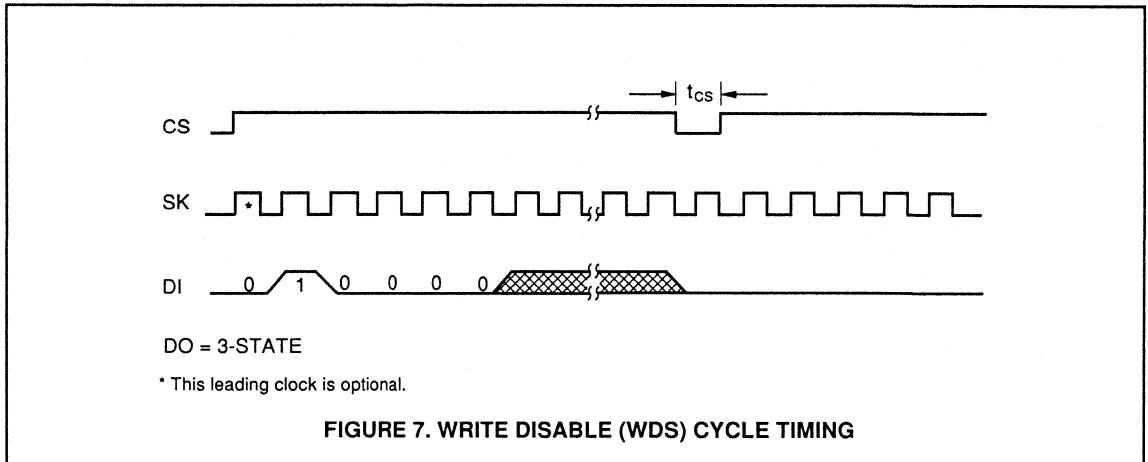 tCS
CS
SK
*
DI 0 1 0 0 0 0
DO = 3-STATE
* This leading clock is optional.
FIGURE 7. WRITE DISABLE (WDS) CYCLE TIMING